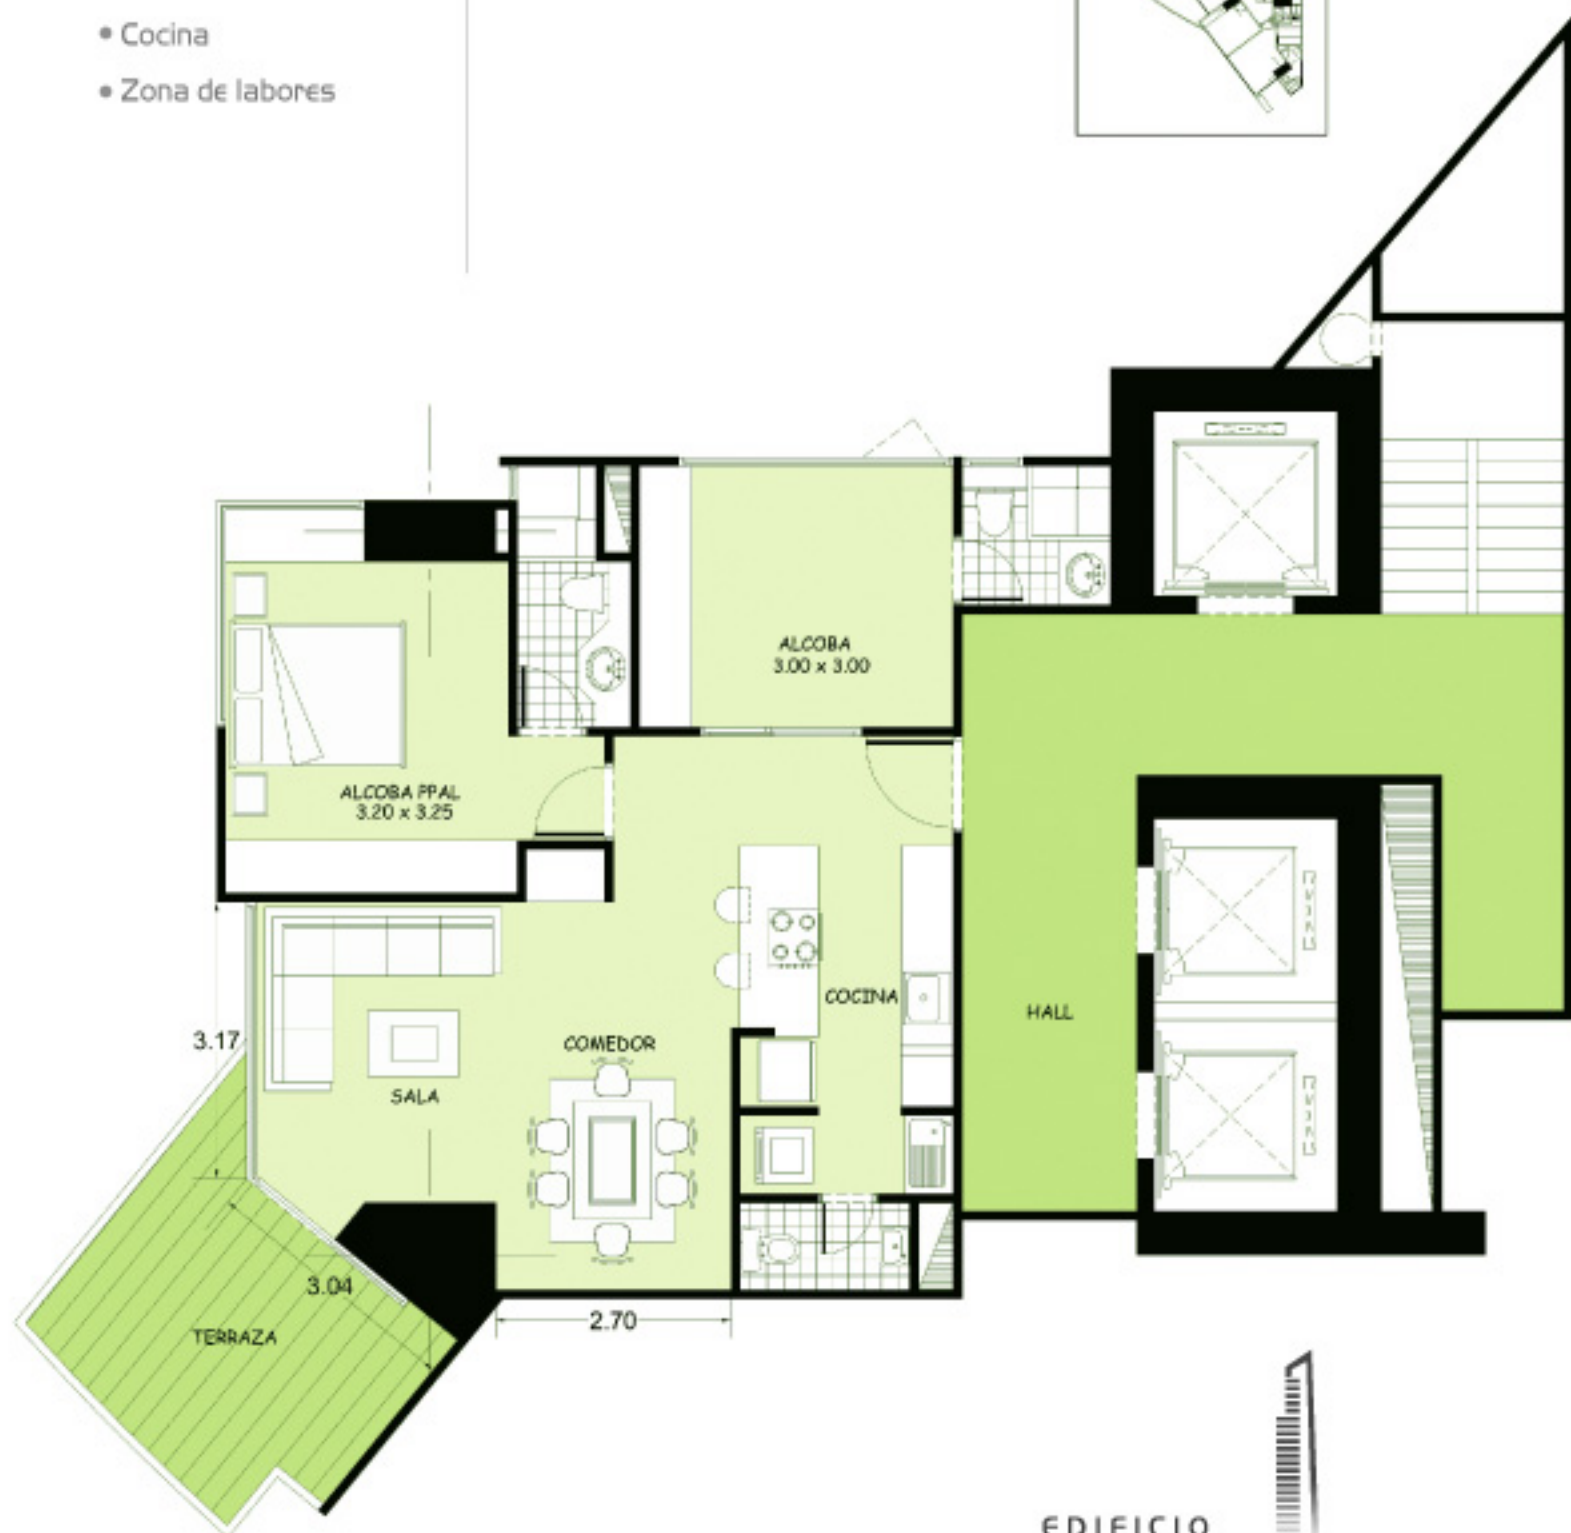 • Cocina
• Zona de labores
ALCOBA
3.00 x 3.00
ALCOBA PPAL
3.20 x 3.25
COCINA
HALL
3.17
COMEDOR
SALA
3.04
TERRAZA
2.70
EDIFICIO